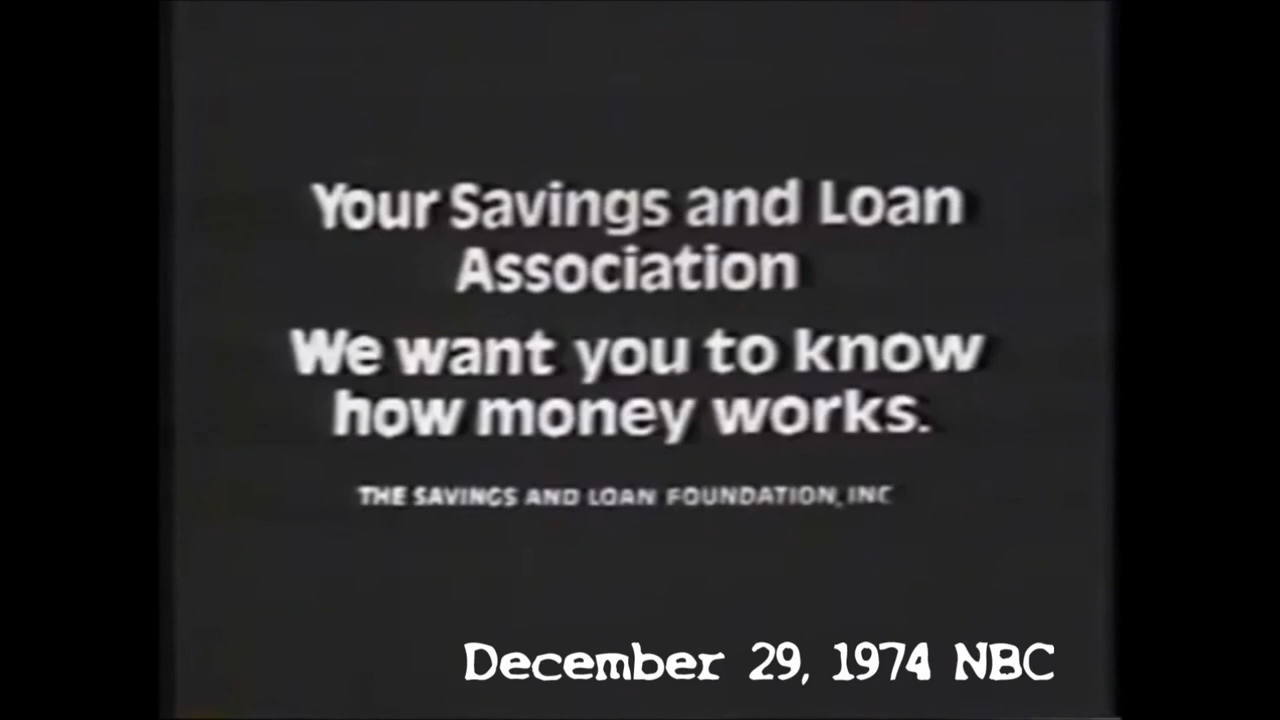 Your Savings and Loan
Association
We want you to know
how money works.
THE SAVINGS AND LOAN FOUNDATION, INC
December 29, 1974 NBC